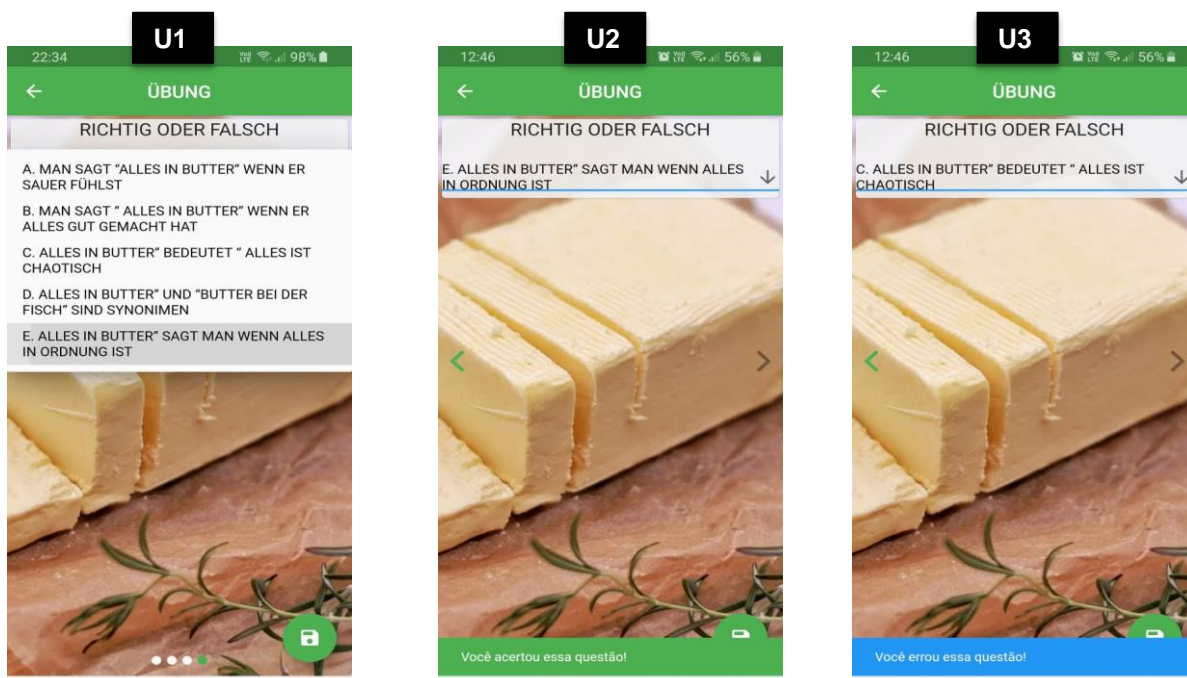 U1
22:34
98%
ÜBUNG
RICHTIG ODER FALSCH
A. MAN SAGT “ALLES IN BUTTER” WENN ER
SAUER FÜHLST
B. MAN SAGT “ ALLES IN BUTTER” WENN ER
ALLES GUT GEMACHT HAT
C. ALLES IN BUTTER” BEDEUTET “ ALLES IST
CHAOTISCH
D. ALLES IN BUTTER” UND “BUTTER BEI DER
FISCH” SIND SYNONIMEN
E. ALLES IN BUTTER” SAGT MAN WENN ALLES
IN ORDNUNG IST
U2
12:46
56%
ÜBUNG
RICHTIG ODER FALSCH
E. ALLES IN BUTTER” SAGT MAN WENN ALLES
IN ORDNUNG IST
Você acertou essa questão!
U3
12:46
56%
ÜBUNG
RICHTIG ODER FALSCH
C. ALLES IN BUTTER” BEDEUTET “ ALLES IST
CHAOTISCH
Você errou essa questão!